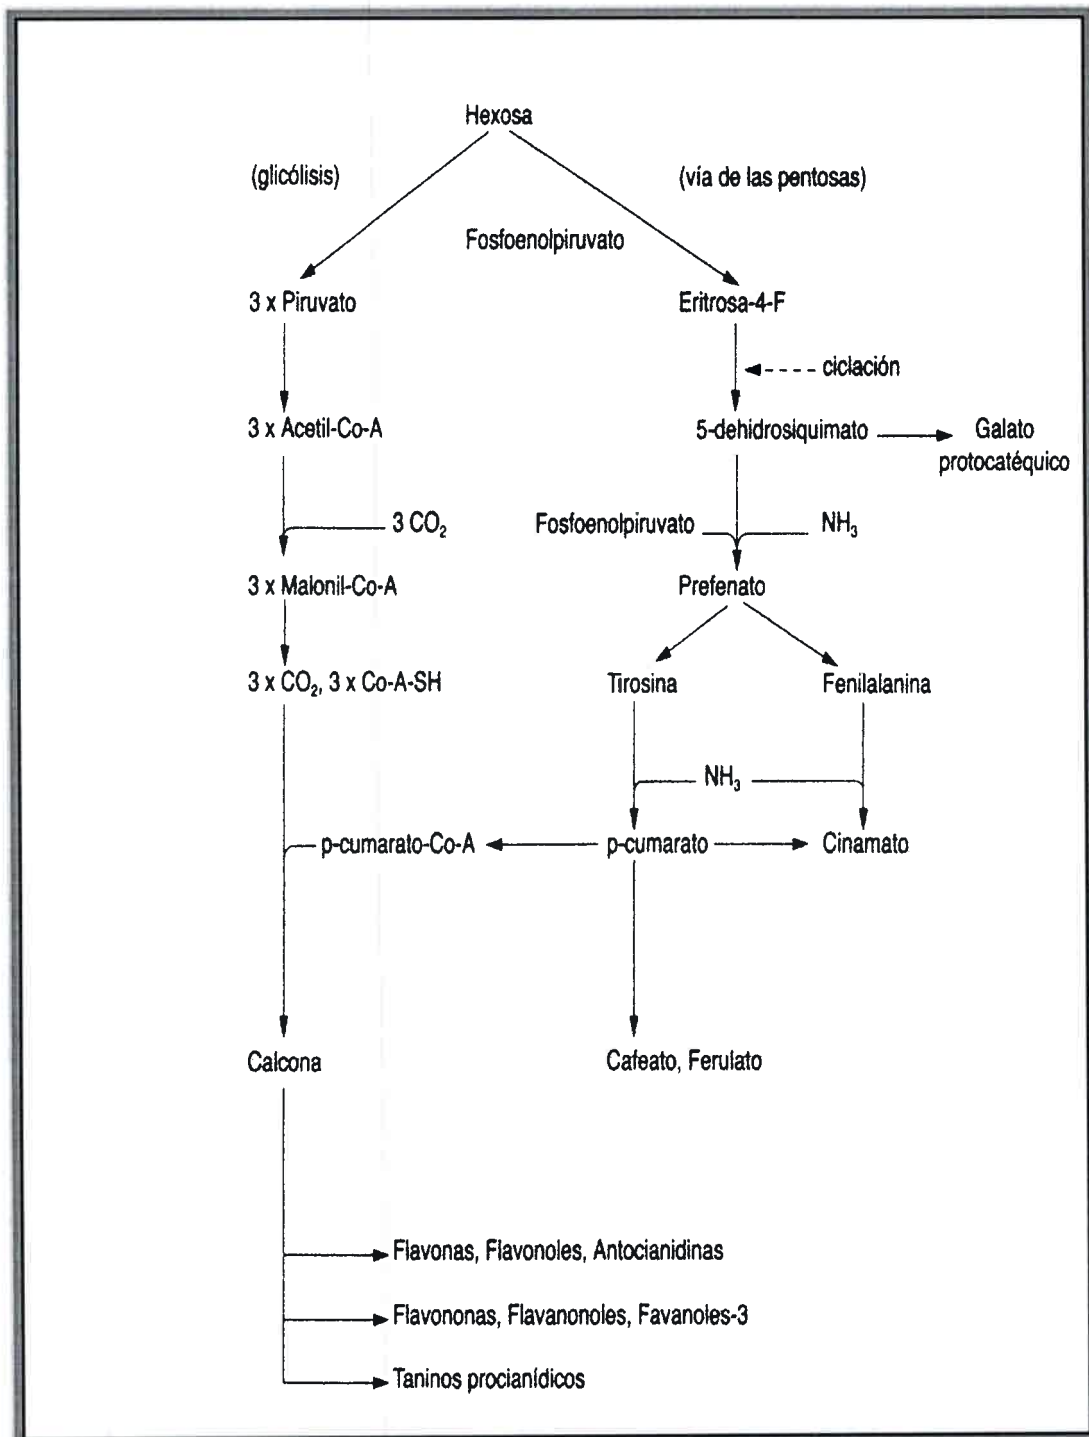 Hexosa
(glicólisis)
(vía de las pentosas)
Fosfoenolpiruvato
3 x Piruvato
Eritrosa-4-F
ciclación
3 x Acetil-Co-A
5-dehidrosiquimato
Galato
protocatéquico
3 CO₂
Fosfoenolpiruvato
NH₃
3 x Malonil-Co-A
Prefenato
3 x CO₂, 3 x Co-A-SH
Tirosina
Fenilalanina
NH₃
p-cumarato-Co-A
p-cumarato
Cinamato
Calcona
Cafeato, Ferulato
Flavonas, Flavonoles, Antocianidinas
Flavononas, Flavanonoles, Favanoles-3
Taninos procianídicos